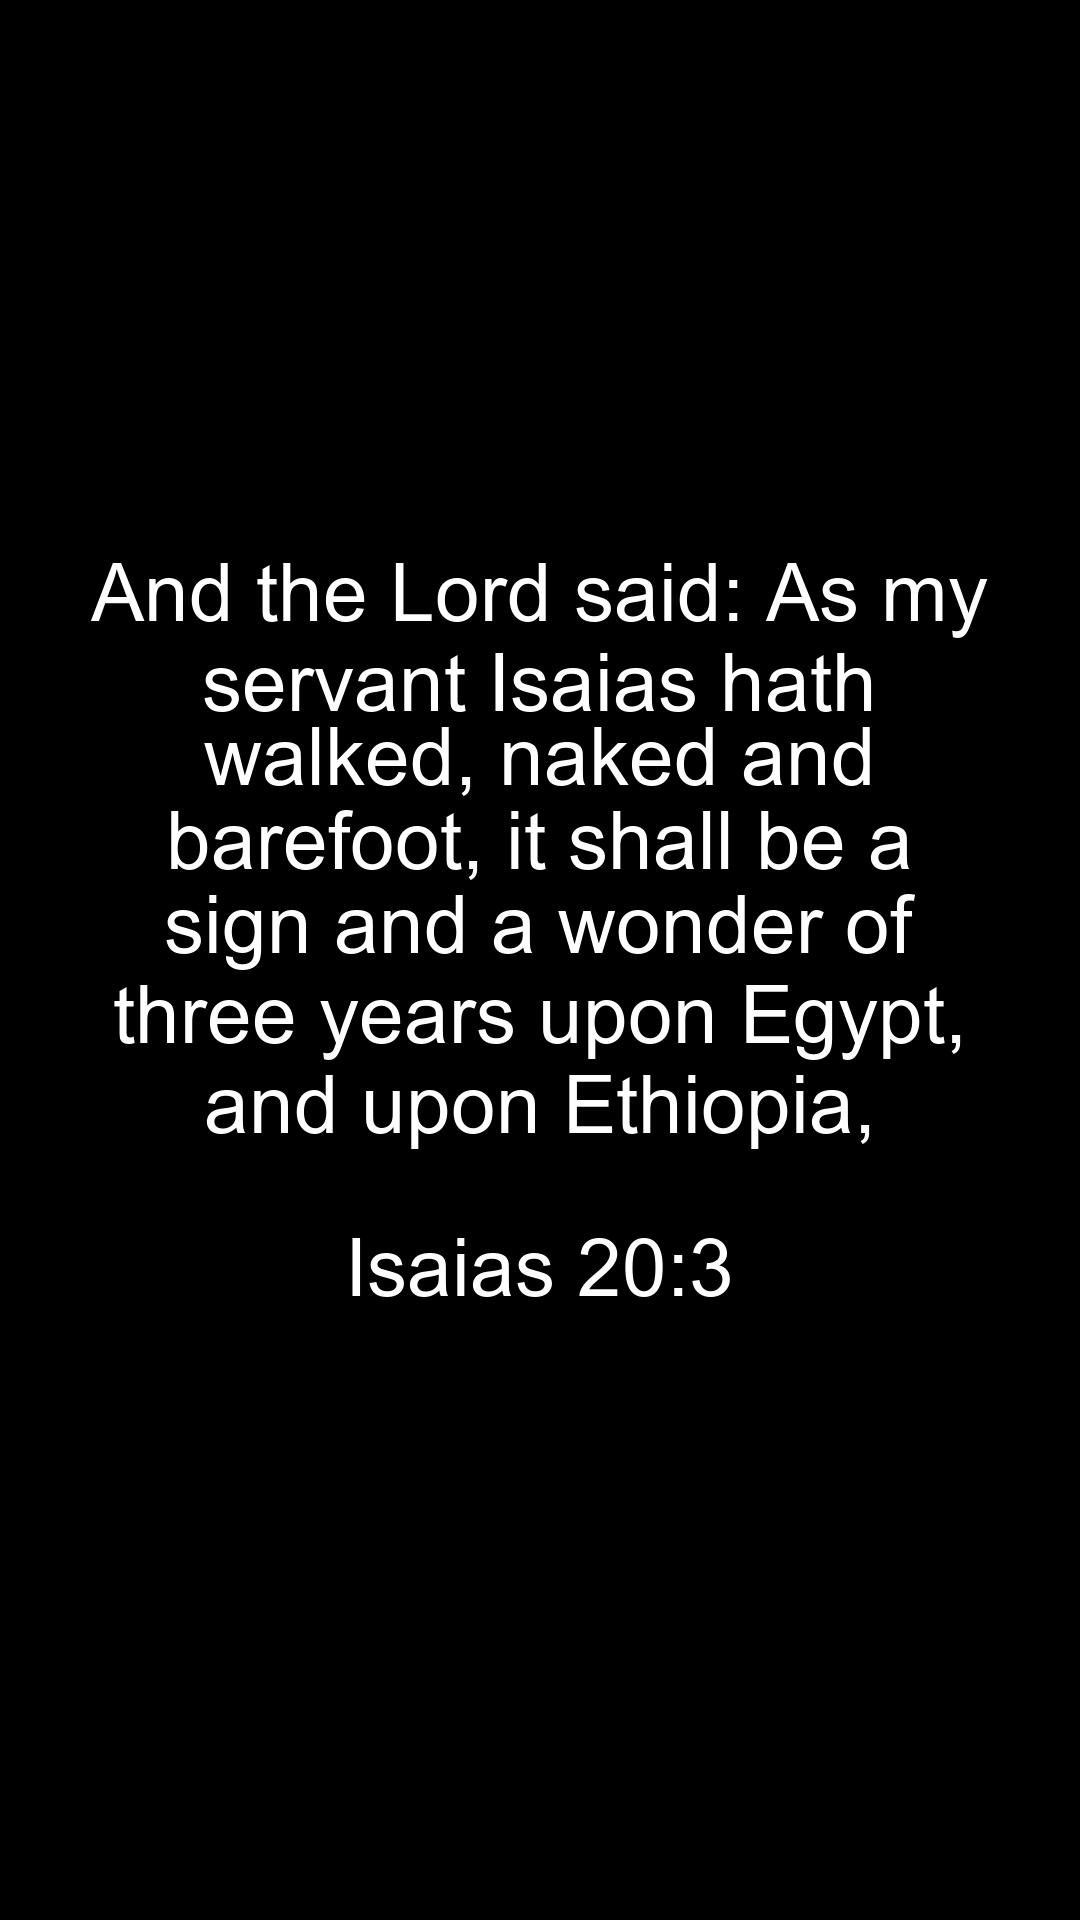 And the Lord said: As my
servant Isaias hath
walked, naked and
barefoot, it shall be a
sign and a wonder of
three years upon Egypt,
and upon Ethiopia,
Isaias 20:3